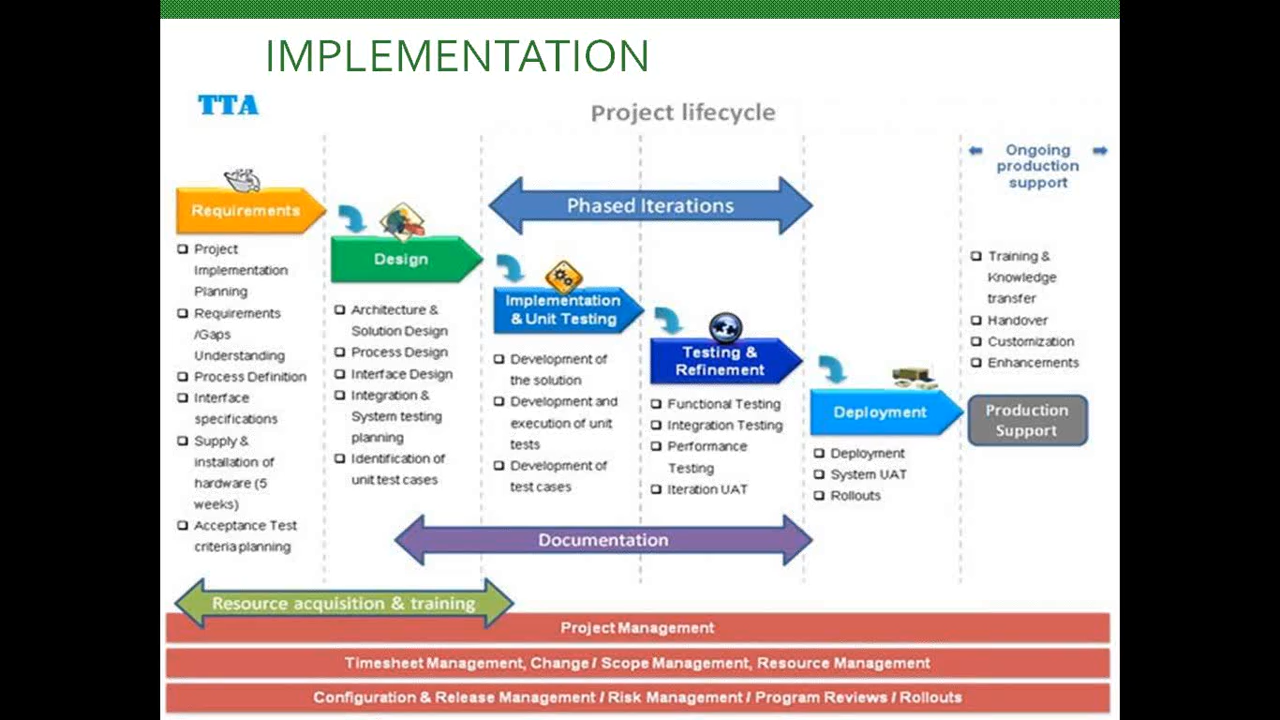 IMPLEMENTATION
TTA
Project lifecycle
Ongoing
production
support
Phased Iterations
Requirements
❑ Project
Implementation
Planning
❑ Requirements
/Gaps
Understanding
❑ Process Definition
❑ Interface
specifications
❑ Supply &
installation of
hardware (5
weeks)
❑ Acceptance Test
criteria planning
Design
❑ Architecture &
Solution Design
❑ Process Design
❑ Interface Design
❑ Integration &
System testing
planning
❑ Identification of
unit test cases
Implementation
& Unit Testing
❑ Development of
the solution
❑ Development and
execution of unit
tests
❑ Development of
test cases
Testing &
Refinement
❑ Functional Testing
❑ Integration Testing
❑ Performance
Testing
❑ Iteration UAT
Deployment
❑ Deployment
❑ System UAT
❑ Rollouts
❑ Training &
Knowledge
transfer
❑ Handover
❑ Customization
❑ Enhancements
Production
Support
Documentation
Resource acquisition & training
Project Management
Timesheet Management, Change / Scope Management, Resource Management
Configuration & Release Management / Risk Management / Program Reviews / Rollouts